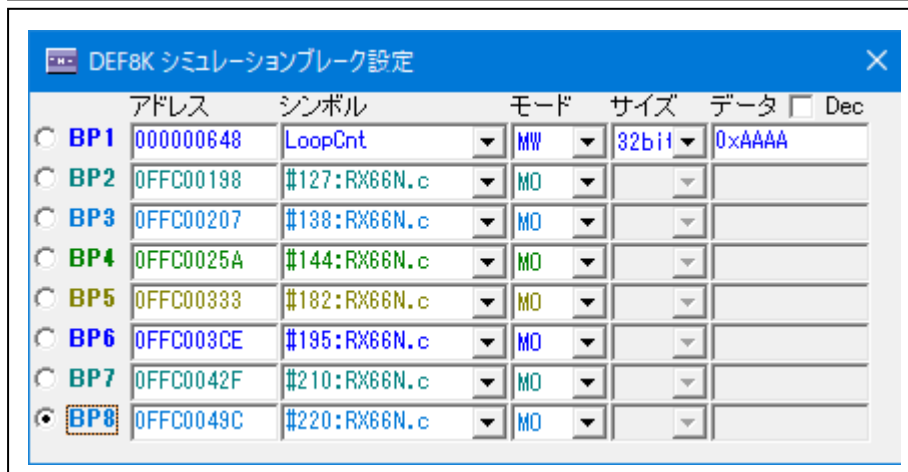 DEF8K シミュレーションブレーク設定
アドレス シンボル モード サイズ データ Dec
BP1 000000648 LoopCnt MW 32bit 0xAAAA
BP2 0FFC00198 #127:RX66N.c MO
BP3 0FFC00207 #138:RX66N.c MO
BP4 0FFC0025A #144:RX66N.c MO
BP5 0FFC00333 #182:RX66N.c MO
BP6 0FFC003CE #195:RX66N.c MO
BP7 0FFC0042F #210:RX66N.c MO
BP8 0FFC0049C #220:RX66N.c MO